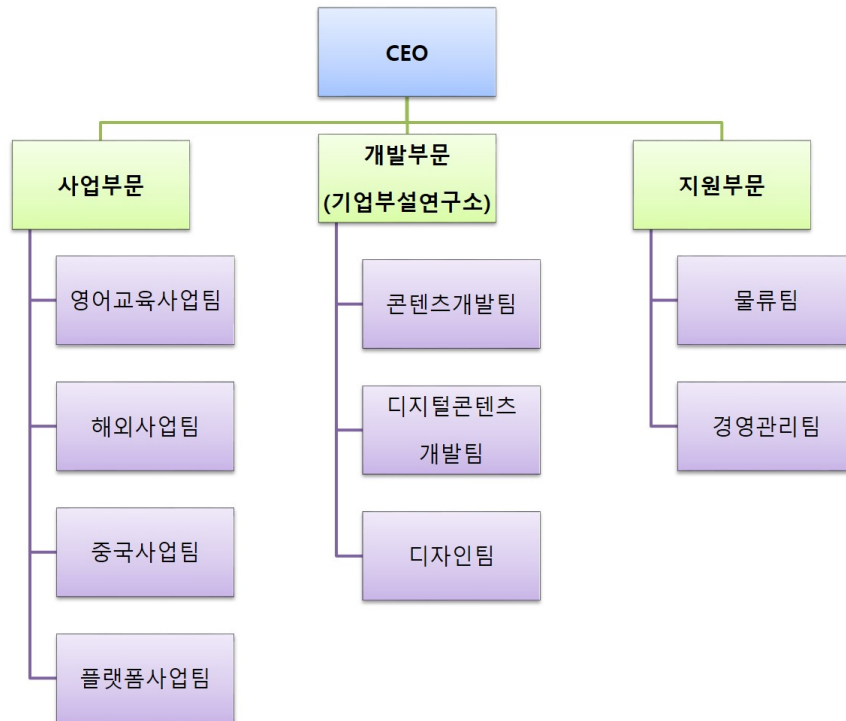 CEO
사업부문
개발부문
(기업부설연구소)
지원부문
영어교육사업팀
해외사업팀
중국사업팀
플랫폼사업팀
콘텐츠개발팀
디지털콘텐츠
개발팀
디자인팀
물류팀
경영관리팀